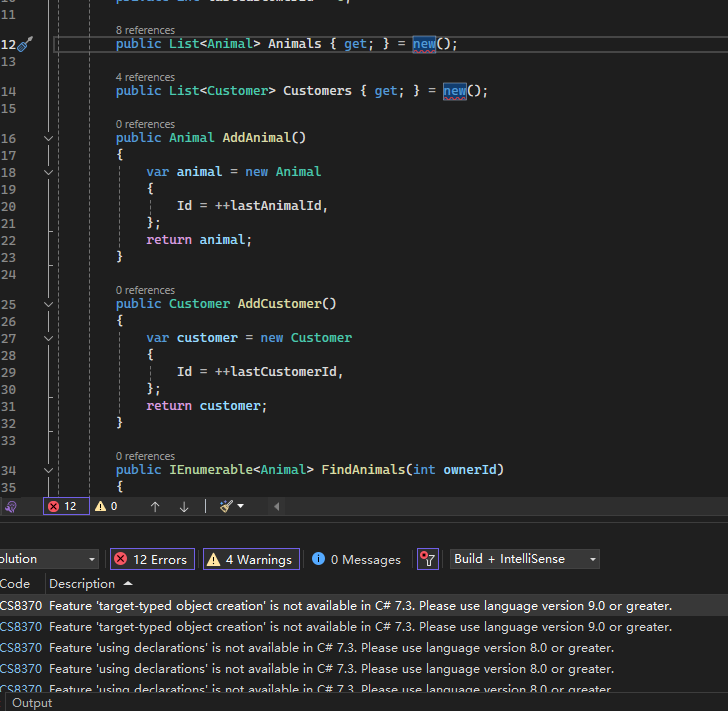 11
8 references
12 public List<Animal> Animals { get; } = new();
13
4 references
14 public List<Customer> Customers { get; } = new();
15
0 references
16 public Animal AddAnimal()
17 {
18 var animal = new Animal
19 {
20 Id = ++lastAnimalId,
21 };
22 return animal;
23 }
24
0 references
25 public Customer AddCustomer()
26 {
27 var customer = new Customer
28 {
29 Id = ++lastCustomerId,
30 };
31 return customer;
32 }
33
0 references
34 public IEnumerable<Animal> FindAnimals(int ownerId)
35 {
12 0
olution 12 Errors 4 Warnings 0 Messages Build + IntelliSense
Code Description
CS8370 Feature 'target-typed object creation' is not available in C# 7.3. Please use language version 9.0 or greater.
CS8370 Feature 'target-typed object creation' is not available in C# 7.3. Please use language version 9.0 or greater.
CS8370 Feature 'using declarations' is not available in C# 7.3. Please use language version 8.0 or greater.
CS8370 Feature 'using declarations' is not available in C# 7.3. Please use language version 8.0 or greater.
CS8370 Feature 'using declarations' is not available in C# 7.3. Please use language version 8.0 or greater.
Output